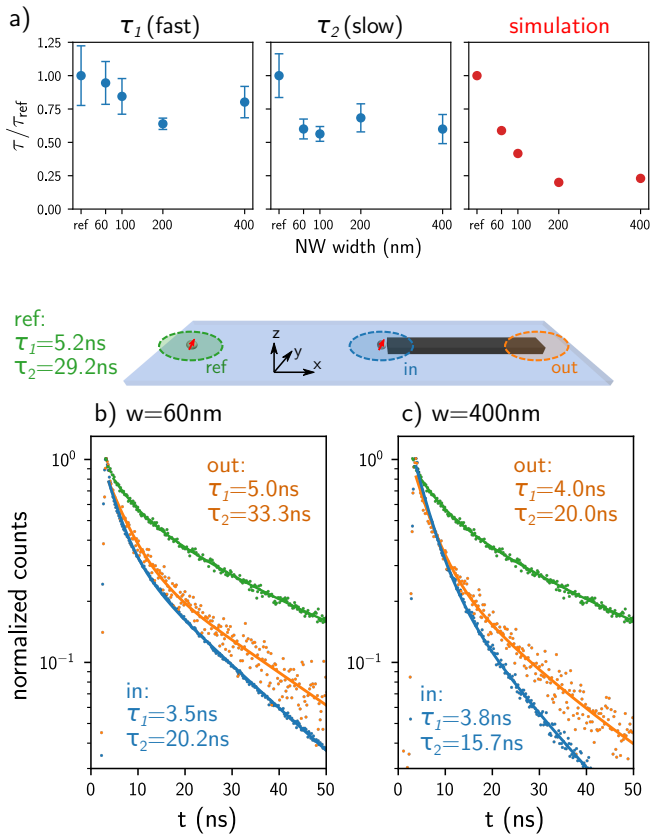 a)
τ1 (fast)
τ2 (slow)
simulation
τ/τref
1.25
1.00
0.75
0.50
0.25
0.00
ref 60 100 200 400
ref 60 100 200 400
ref 60 100 200 400
NW width (nm)
ref:
τ1=5.2ns
τ2=29.2ns
ref
z
y
x
in
out
b) w=60nm
c) w=400nm
normalized counts
10^0
10^−1
out:
τ1=5.0ns
τ2=33.3ns
in:
τ1=3.5ns
τ2=20.2ns
0 10 20 30 40 50
t (ns)
10^0
10^−1
out:
τ1=4.0ns
τ2=20.0ns
in:
τ1=3.8ns
τ2=15.7ns
0 10 20 30 40 50
t (ns)